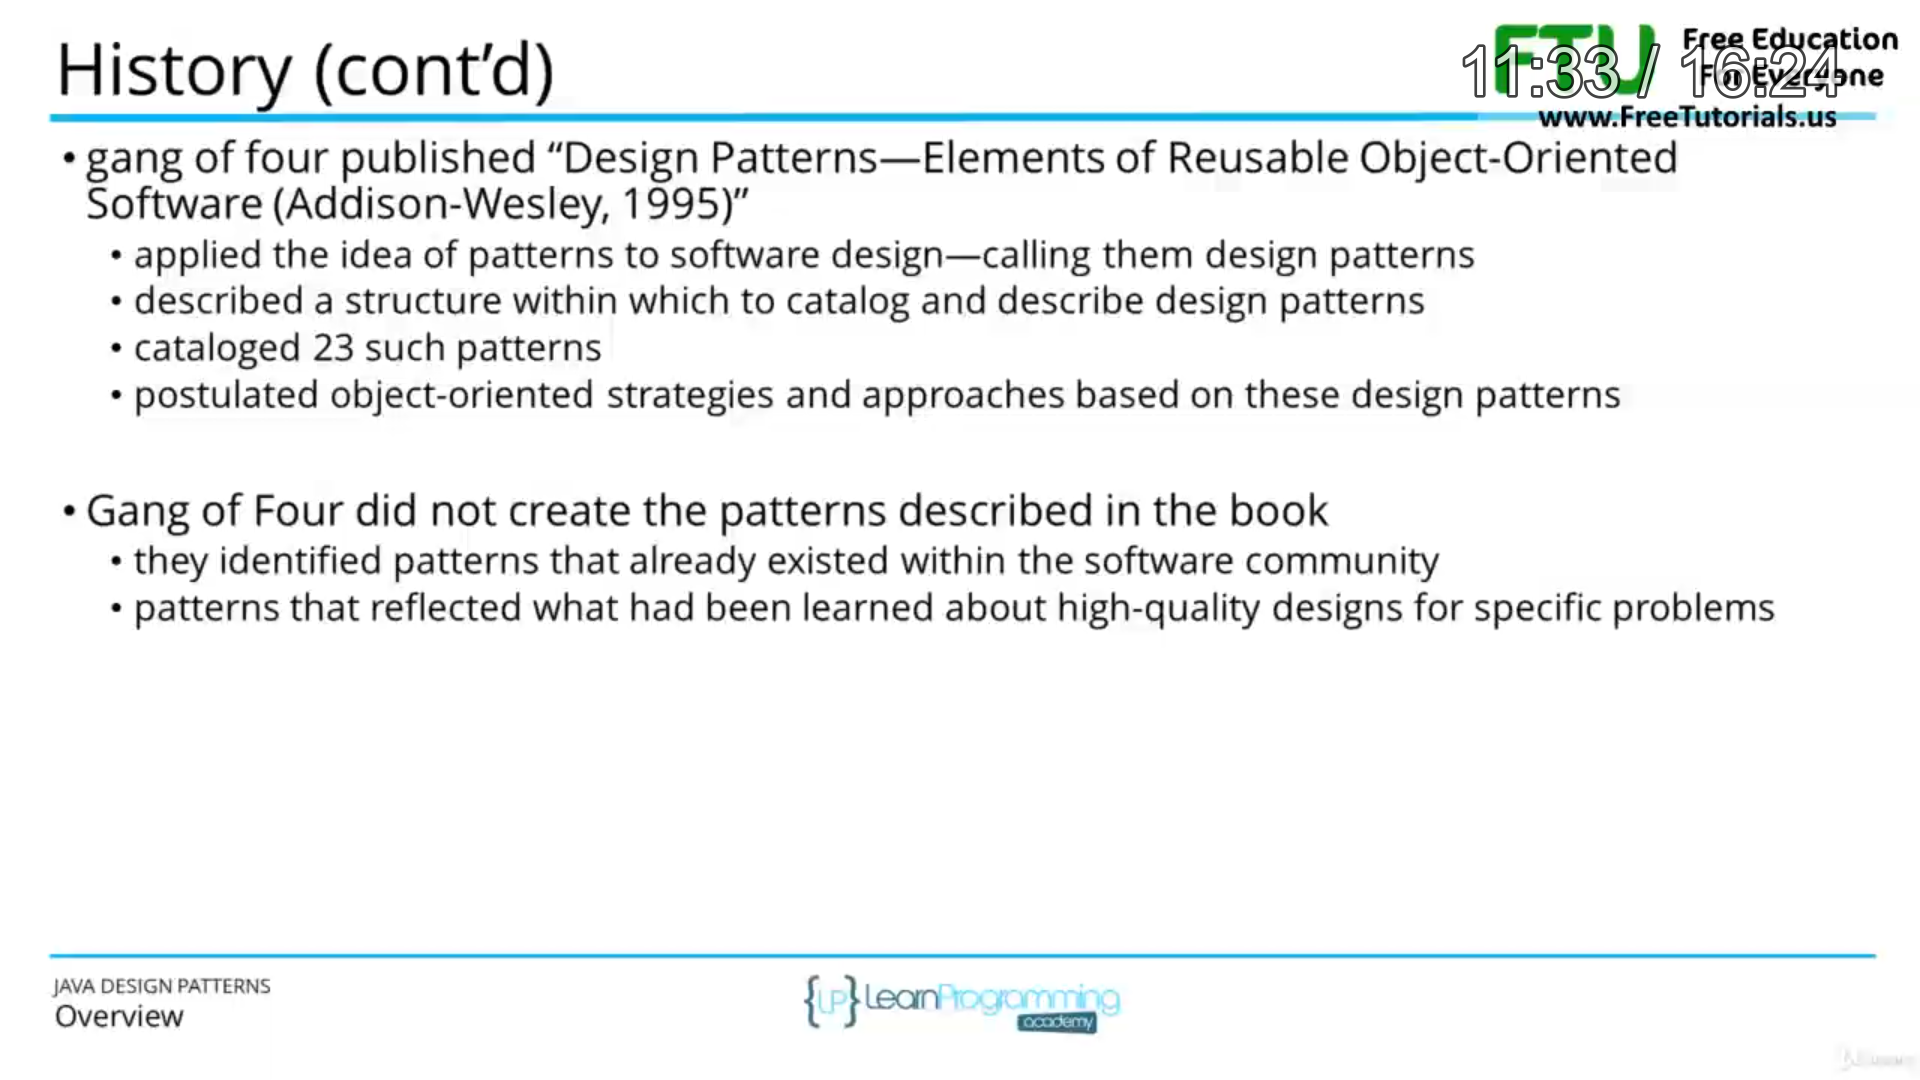 History (cont’d)
FTU
Free Education
For Everyone
11:33 / 16:24
www.FreeTutorials.us
• gang of four published “Design Patterns—Elements of Reusable Object-Oriented
Software (Addison-Wesley, 1995)”
• applied the idea of patterns to software design—calling them design patterns
• described a structure within which to catalog and describe design patterns
• cataloged 23 such patterns
• postulated object-oriented strategies and approaches based on these design patterns
• Gang of Four did not create the patterns described in the book
• they identified patterns that already existed within the software community
• patterns that reflected what had been learned about high-quality designs for specific problems
JAVA DESIGN PATTERNS
Overview
{LP} LearnProgramming
academy